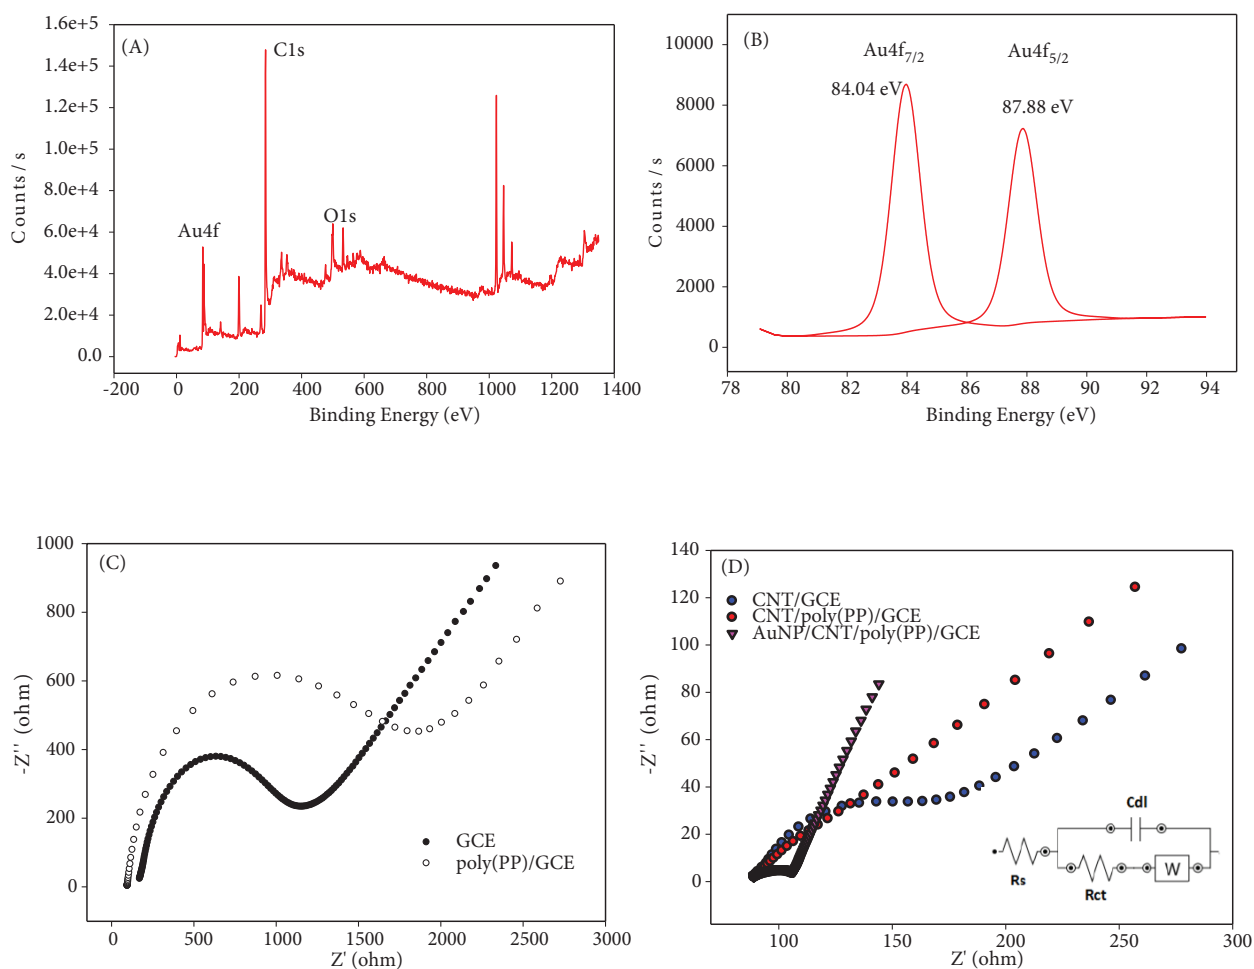 (A)
C1s
Au4f
O1s
1.6e+5
1.4e+5
1.2e+5
1.0e+5
8.0e+4
6.0e+4
4.0e+4
2.0e+4
0.0
Counts / s
-200 0 200 400 600 800 1000 1200 1400
Binding Energy (eV)
(B)
Au4f7/2
84.04 eV
Au4f5/2
87.88 eV
10000
8000
6000
4000
2000
0
Counts / s
78 80 82 84 86 88 90 92 94
Binding Energy (eV)
(C)
1000
800
600
400
200
0
-Z'' (ohm)
GCE
poly(PP)/GCE
0 500 1000 1500 2000 2500 3000
Z' (ohm)
(D)
CNT/GCE
CNT/poly(PP)/GCE
AuNP/CNT/poly(PP)/GCE
140
120
100
80
60
40
20
0
-Z'' (ohm)
Cdl
Rs
Rct
W
100 150 200 250 300
Z' (ohm)